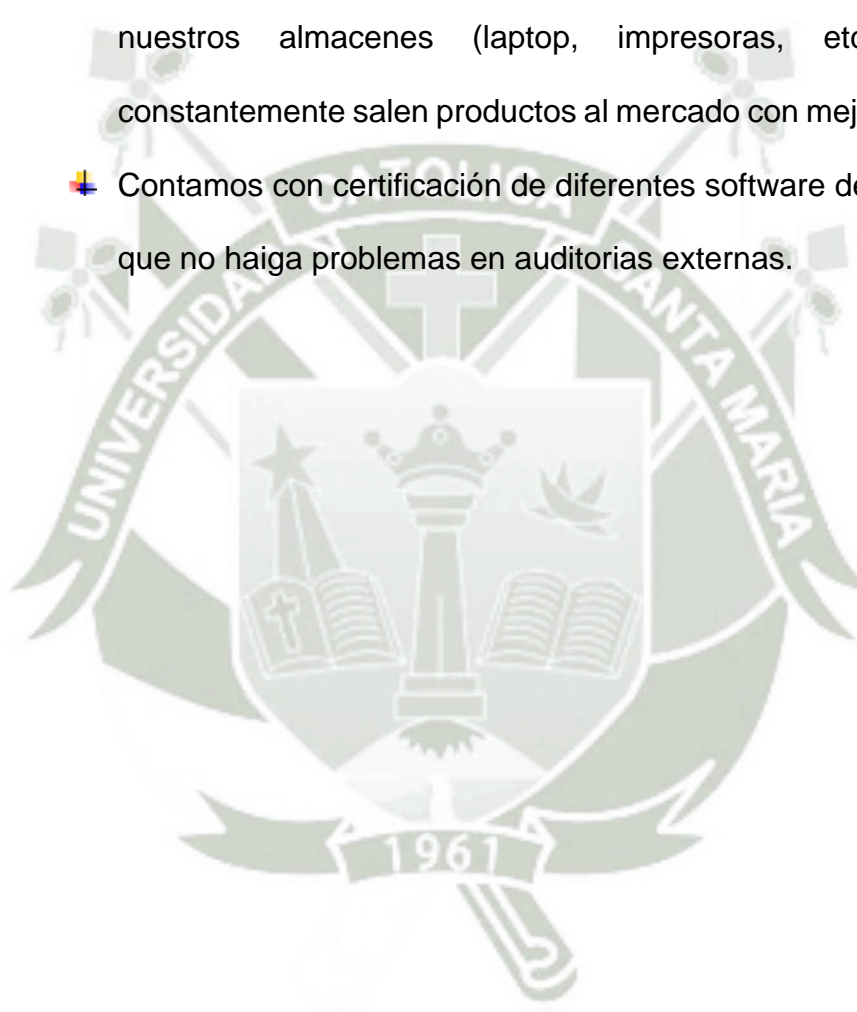 nuestros almacenes (laptop, impresoras, etc
constantemente salen productos al mercado con mej
Contamos con certificación de diferentes software de
que no haiga problemas en auditorias externas.
UNIVERSIDAD CATOLICA SANTA MARIA
1961